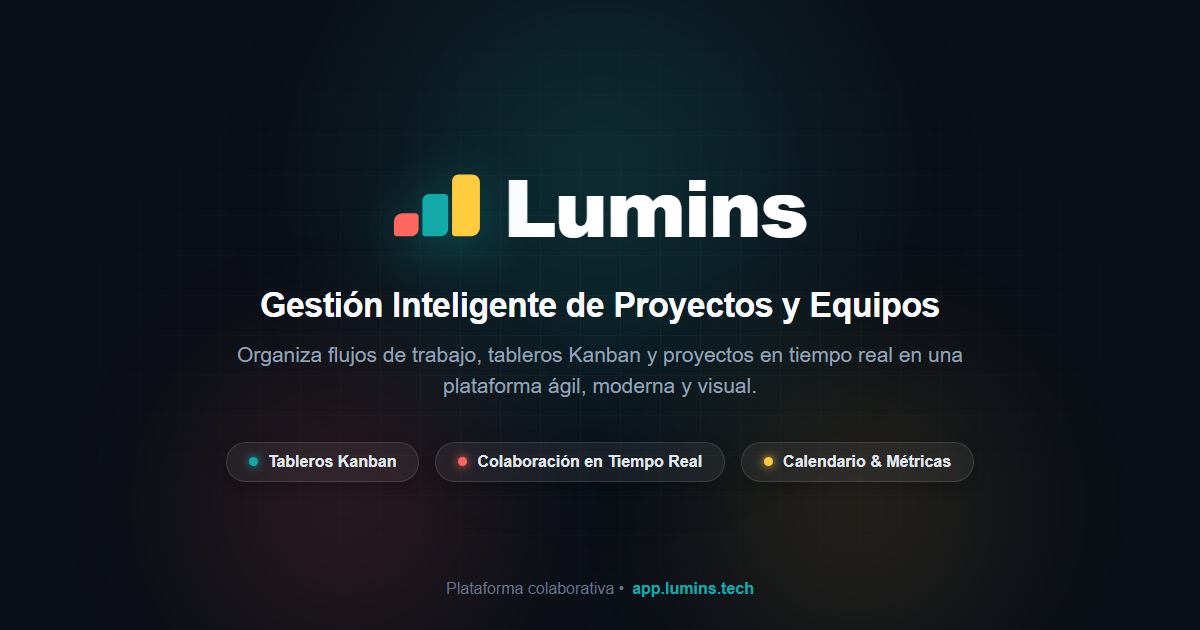 Lumins
Gestión Inteligente de Proyectos y Equipos
Organiza flujos de trabajo, tableros Kanban y proyectos en tiempo real en una
plataforma ágil, moderna y visual.
Tableros Kanban
Colaboración en Tiempo Real
Calendario & Métricas
Plataforma colaborativa • app.lumins.tech